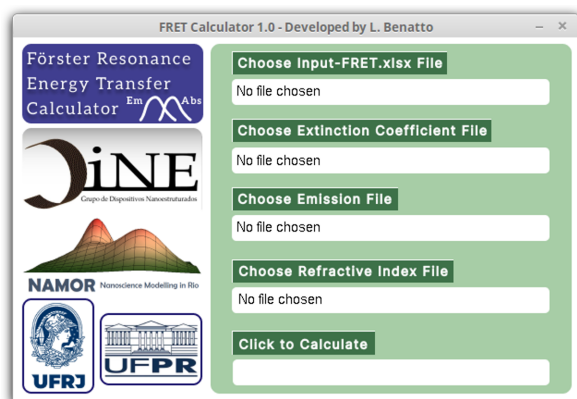 FRET Calculator 1.0 - Developed by L. Benatto
Förster Resonance
Energy Transfer
Calculator Em Abs
DiNE
Grupo de Dispositivos Nanoestruturados
NAMOR Nanoscience Modelling in Rio
UFRJ
UFPR
Choose Input-FRET.xlsx File
No file chosen
Choose Extinction Coefficient File
No file chosen
Choose Emission File
No file chosen
Choose Refractive Index File
No file chosen
Click to Calculate